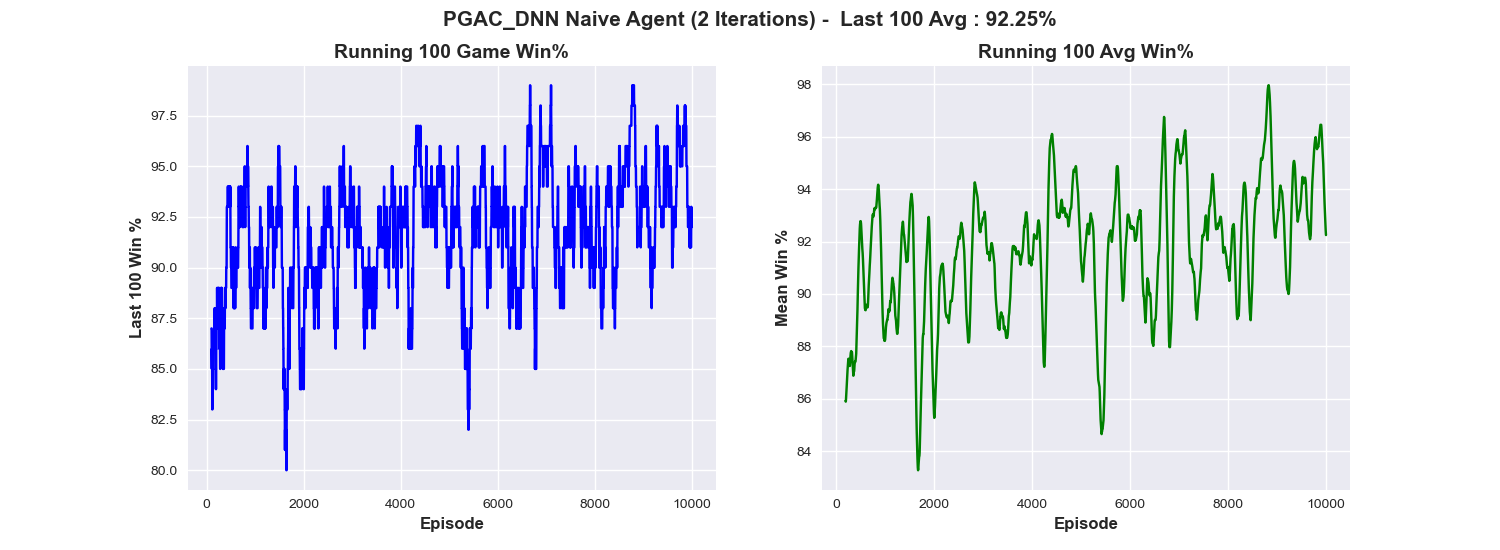 PGAC_DNN Naive Agent (2 Iterations) -  Last 100 Avg : 92.25%
Running 100 Game Win%
Last 100 Win %
97.5
95.0
92.5
90.0
87.5
85.0
82.5
80.0
0 2000 4000 6000 8000 10000
Episode
Running 100 Avg Win%
Mean Win %
98
96
94
92
90
88
86
84
0 2000 4000 6000 8000 10000
Episode